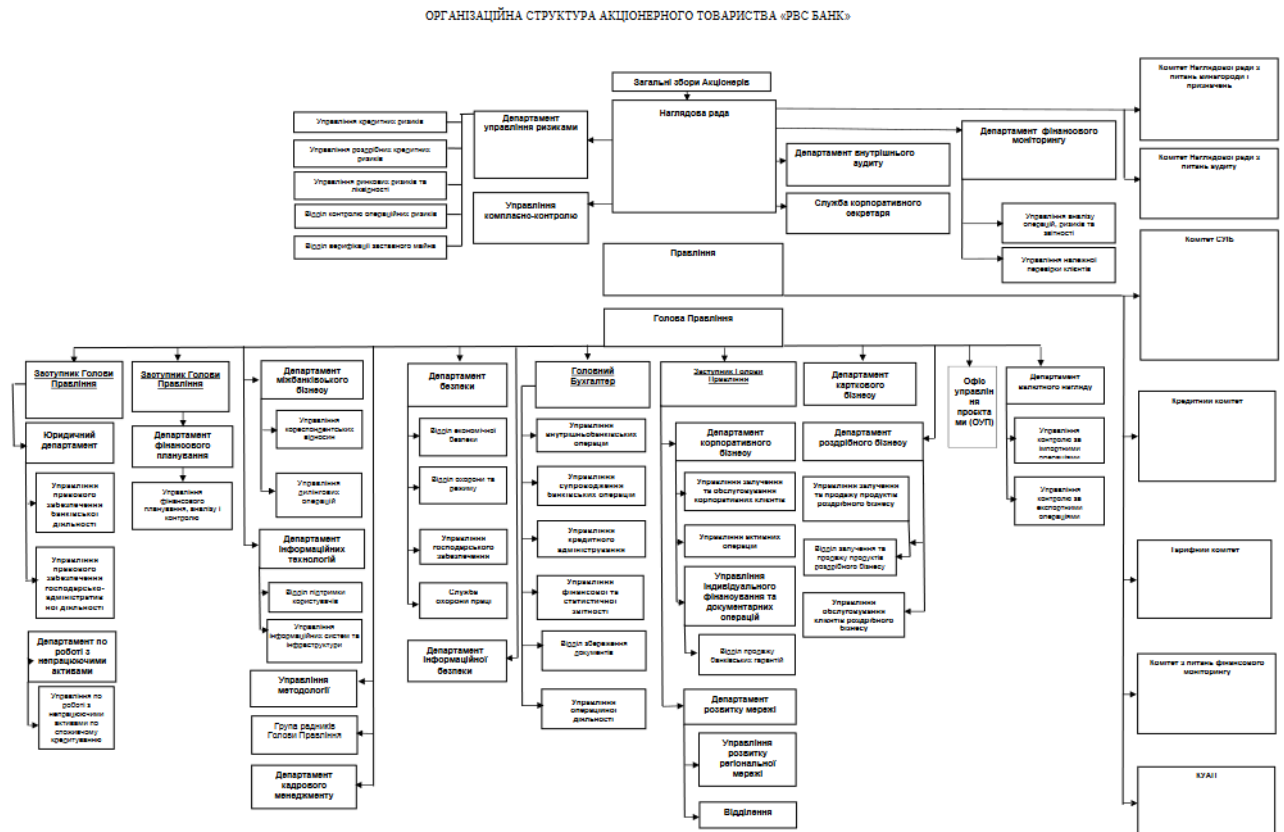 ОРГАНІЗАЦІЙНА СТРУКТУРА АКЦІОНЕРНОГО ТОВАРИСТВА «РВС БАНК»
Загальні збори Акціонерів
Наглядова рада
Комітет Наглядової ради з
питань винагороди і
призначень
Департамент
управління ризиками
Управління кредитних ризиків
Управління роздрібних кредитних
ризиків
Управління ринкових ризиків та
ліквідності
Відділ контролю операційних ризиків
Відділ верифікації заставного майна
Управління
комплаєнс-контролю
Департамент внутрішнього
аудиту
Служба корпоративного
секретаря
Департамент фінансового
моніторингу
Управління аналізу
операцій, ризиків та
звітності
Управління належної
перевірки клієнтів
Комітет Наглядової ради з
питань аудиту
Комітет СУІБ
Правління
Голова Правління
Заступник Голови
Правління
Юридичний
департамент
Управління
правового
забезпечення
банківської
діяльності
Управління
правового
забезпечення
господарсько-
адміністратив
ної діяльності
Департамент по
роботі з
непрацюючими
активами
Управління по
роботі з
непрацюючими
активами по
споживчому
кредитуванню
Заступник Голови
Правління
Департамент
фінансового
планування
Управління
фінансового
планування, аналізу і
контролю
Департамент
міжбанківського
бізнесу
Управління
кореспондентських
відносин
Управління
дилінгових
операцій
Департамент
інформаційних
технологій
Відділ підтримки
користувачів
Управління
інформаційних систем та
інфраструктури
Управління
методології
Група радників
Голови Правління
Департамент
кадрового
менеджменту
Департамент
безпеки
Відділ економічної
безпеки
Відділ охорони та
режиму
Управління
господарського
забезпечення
Служба
охорони праці
Департамент
інформаційної
безпеки
Головний
Бухгалтер
Управління
внутрішньобанківських
операцій
Управління
супроводження
банківських операцій
Управління
кредитного
адміністрування
Управління
фінансової та
статистичної
звітності
Відділ збереження
документів
Управління
операційної
діяльності
Заступник Голови
Правління
Департамент
корпоративного
бізнесу
Управління залучення
та обслуговування
корпоративних клієнтів
Управління активних
операцій
Управління
індивідуального
фінансування та
документарних
операцій
Відділ продажу
банківських гарантій
Департамент
розвитку мережі
Управління
розвитку
регіональної
мережі
Відділення
Департамент
карткового
бізнесу
Департамент
роздрібного бізнесу
Управління залучення
та продажу продуктів
роздрібного бізнесу
Відділ залучення та
продажу продуктів
роздрібного бізнесу
Управління
обслуговування
клієнтів роздрібного
бізнесу
Офіс
управлін
ня
проєкта
ми (ОУП)
Департамент
валютного нагляду
Управління
контролю за
імпортними
операціями
Управління
контролю за
експортними
операціями
Кредитний комітет
Тарифний комітет
Комітет з питань фінансового
моніторингу
КУАП